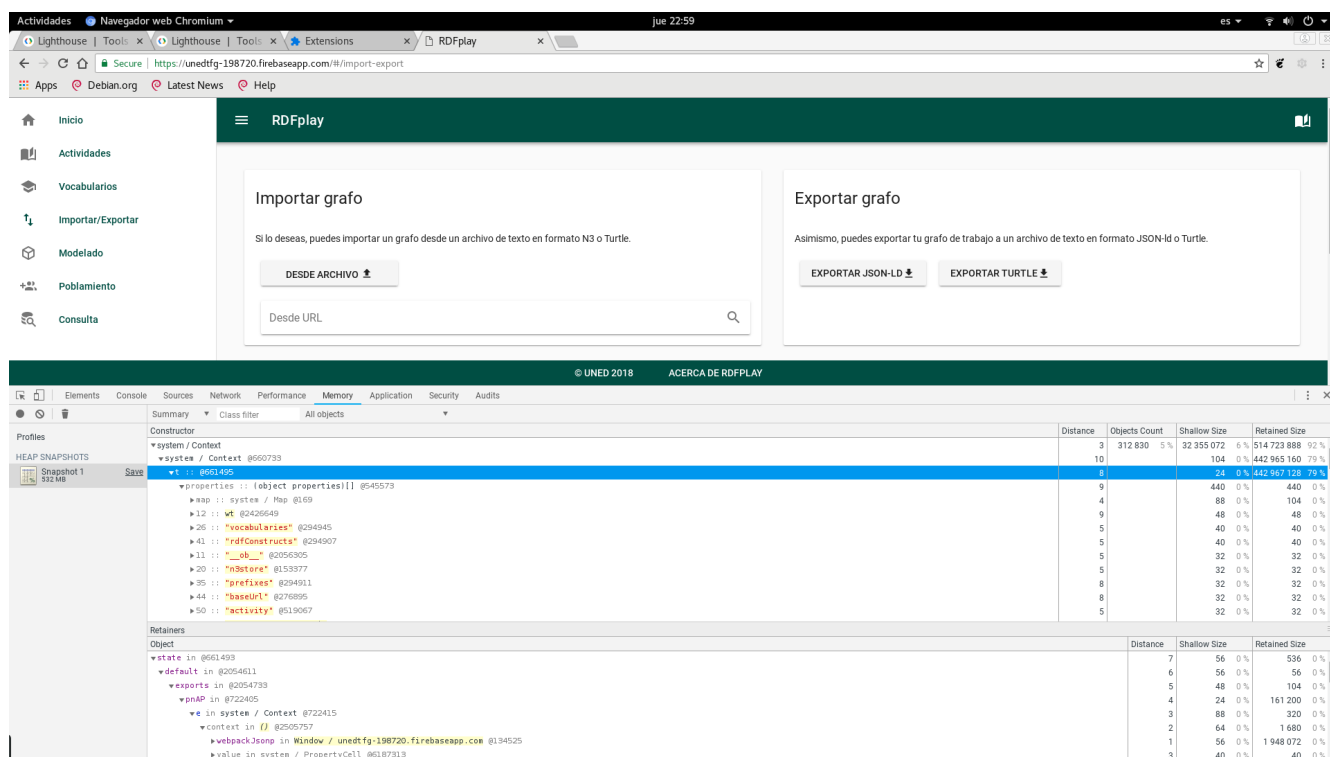 Actividades Navegador web Chromium jue 22:59 es
Lighthouse | Tools × Lighthouse | Tools × Extensions × RDFplay ×
Secure | https://unedtfg-198720.firebaseapp.com/#/import-export
Apps Debian.org Latest News Help
Inicio
RDFplay
Actividades
Vocabularios
Importar/Exportar
Modelado
Poblamiento
Consulta
Importar grafo
Si lo deseas, puedes importar un grafo desde un archivo de texto en formato N3 o Turtle.
DESDE ARCHIVO
Desde URL
Exportar grafo
Asimismo, puedes exportar tu grafo de trabajo a un archivo de texto en formato JSON-ld o Turtle.
EXPORTAR JSON-LD EXPORTAR TURTLE
© UNED 2018 ACERCA DE RDFPLAY
Elements Console Sources Network Performance Memory Application Security Audits
Summary Class filter All objects
Profiles
HEAP SNAPSHOTS
Snapshot 1 Save
532 MB
Constructor Distance Objects Count Shallow Size Retained Size
system / Context 3 312 830 5 % 32 355 072 6 % 514 723 888 92 %
system / Context @660733 10 104 0 % 442 965 160 79 %
t :: @661495 8 24 0 % 442 967 128 79 %
properties :: (object properties)[] @545573 9 440 0 % 440 0 %
map :: system / Map @169 4 88 0 % 104 0 %
12 :: wt @2426649 9 48 0 % 48 0 %
26 :: "vocabularies" @294945 5 40 0 % 40 0 %
41 :: "rdfConstructs" @294907 5 40 0 % 40 0 %
11 :: "__ob__" @2056305 5 32 0 % 32 0 %
20 :: "n3store" @153377 5 32 0 % 32 0 %
35 :: "prefixes" @294911 8 32 0 % 32 0 %
44 :: "baseUrl" @276895 8 32 0 % 32 0 %
50 :: "activity" @519067 5 32 0 % 32 0 %
Retainers
Object Distance Shallow Size Retained Size
state in @661493 7 56 0 % 536 0 %
default in @2054611 6 56 0 % 56 0 %
exports in @2054733 5 48 0 % 104 0 %
pnAP in @722405 4 24 0 % 161 200 0 %
e in system / Context @722415 3 88 0 % 320 0 %
context in () @2505757 2 64 0 % 1 680 0 %
webpackJsonp in Window / unedtfg-198720.firebaseapp.com @134525 1 56 0 % 1 948 072 0 %
value in system / PropertyCell @6187313 3 40 0 % 40 0 %